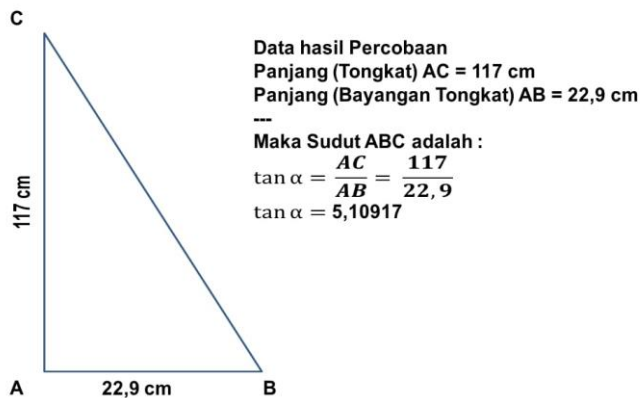 C
Data hasil Percobaan
Panjang (Tongkat) AC = 117 cm
Panjang (Bayangan Tongkat) AB = 22,9 cm
---
Maka Sudut ABC adalah :
tan α = AC/AB = 117/22,9
tan α = 5,10917
117 cm
A 22,9 cm B